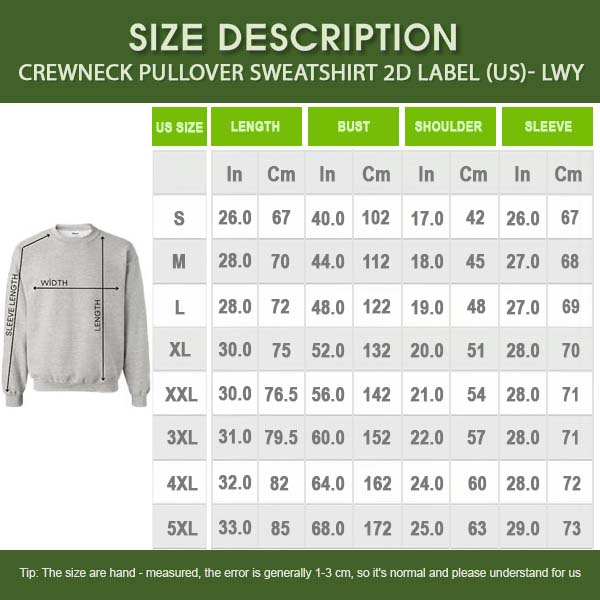 SIZE DESCRIPTION
CREWNECK PULLOVER SWEATSHIRT 2D LABEL (US)- LWY
US SIZE LENGTH BUST SHOULDER SLEEVE
In Cm In Cm In Cm In Cm
S 26.0 67 40.0 102 17.0 42 26.0 67
M 28.0 70 44.0 112 18.0 45 27.0 68
L 28.0 72 48.0 122 19.0 48 27.0 69
XL 30.0 75 52.0 132 20.0 51 28.0 70
XXL 30.0 76.5 56.0 142 21.0 54 28.0 71
3XL 31.0 79.5 60.0 152 22.0 57 28.0 71
4XL 32.0 82 64.0 162 24.0 60 28.0 72
5XL 33.0 85 68.0 172 25.0 63 29.0 73
SLEEVE LENGTH
WİDTH
LENGTH
Tip: The size are hand - measured, the error is generally 1-3 cm, so it's normal and please understand for us